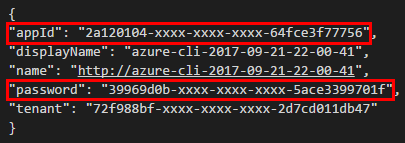 {
"appId": "2a120104-xxxx-xxxx-xxxx-64fce3f77756",
"displayName": "azure-cli-2017-09-21-22-00-41",
"name": "http://azure-cli-2017-09-21-22-00-41",
"password": "39969d0b-xxxx-xxxx-xxxx-5ace3399701f",
"tenant": "72f988bf-xxxx-xxxx-xxxx-2d7cd011db47"
}